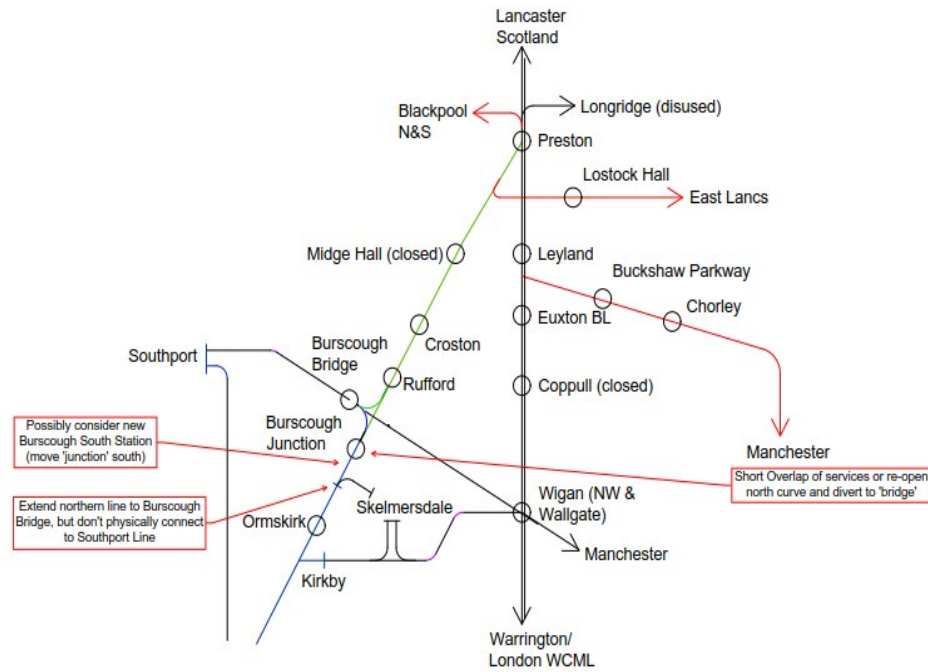 Lancaster
Scotland
Blackpool
N&S
Longridge (disused)
Preston
Lostock Hall
East Lancs
Midge Hall (closed)
Leyland
Buckshaw Parkway
Chorley
Euxton BL
Croston
Burscough
Bridge
Southport
Rufford
Coppull (closed)
Burscough
Junction
Possibly consider new
Burscough South Station
(move 'junction' south)
Manchester
Short Overlap of services or re-open
north curve and divert to 'bridge'
Extend northern line to Burscough
Bridge, but don't physically connect
to Southport Line
Skelmersdale
Wigan (NW &
Wallgate)
Ormskirk
Manchester
Kirkby
Warrington/
London WCML